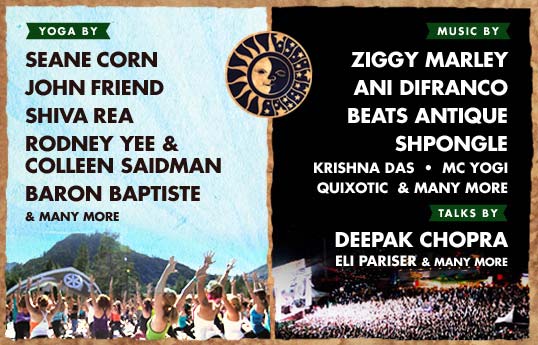 YOGA BY
SEANE CORN
JOHN FRIEND
SHIVA REA
RODNEY YEE &
COLLEEN SAIDMAN
BARON BAPTISTE
& MANY MORE
MUSIC BY
ZIGGY MARLEY
ANI DIFRANCO
BEATS ANTIQUE
SHPONGLE
KRISHNA DAS • MC YOGI
QUIXOTIC & MANY MORE
TALKS BY
DEEPAK CHOPRA
ELI PARISER & MANY MORE